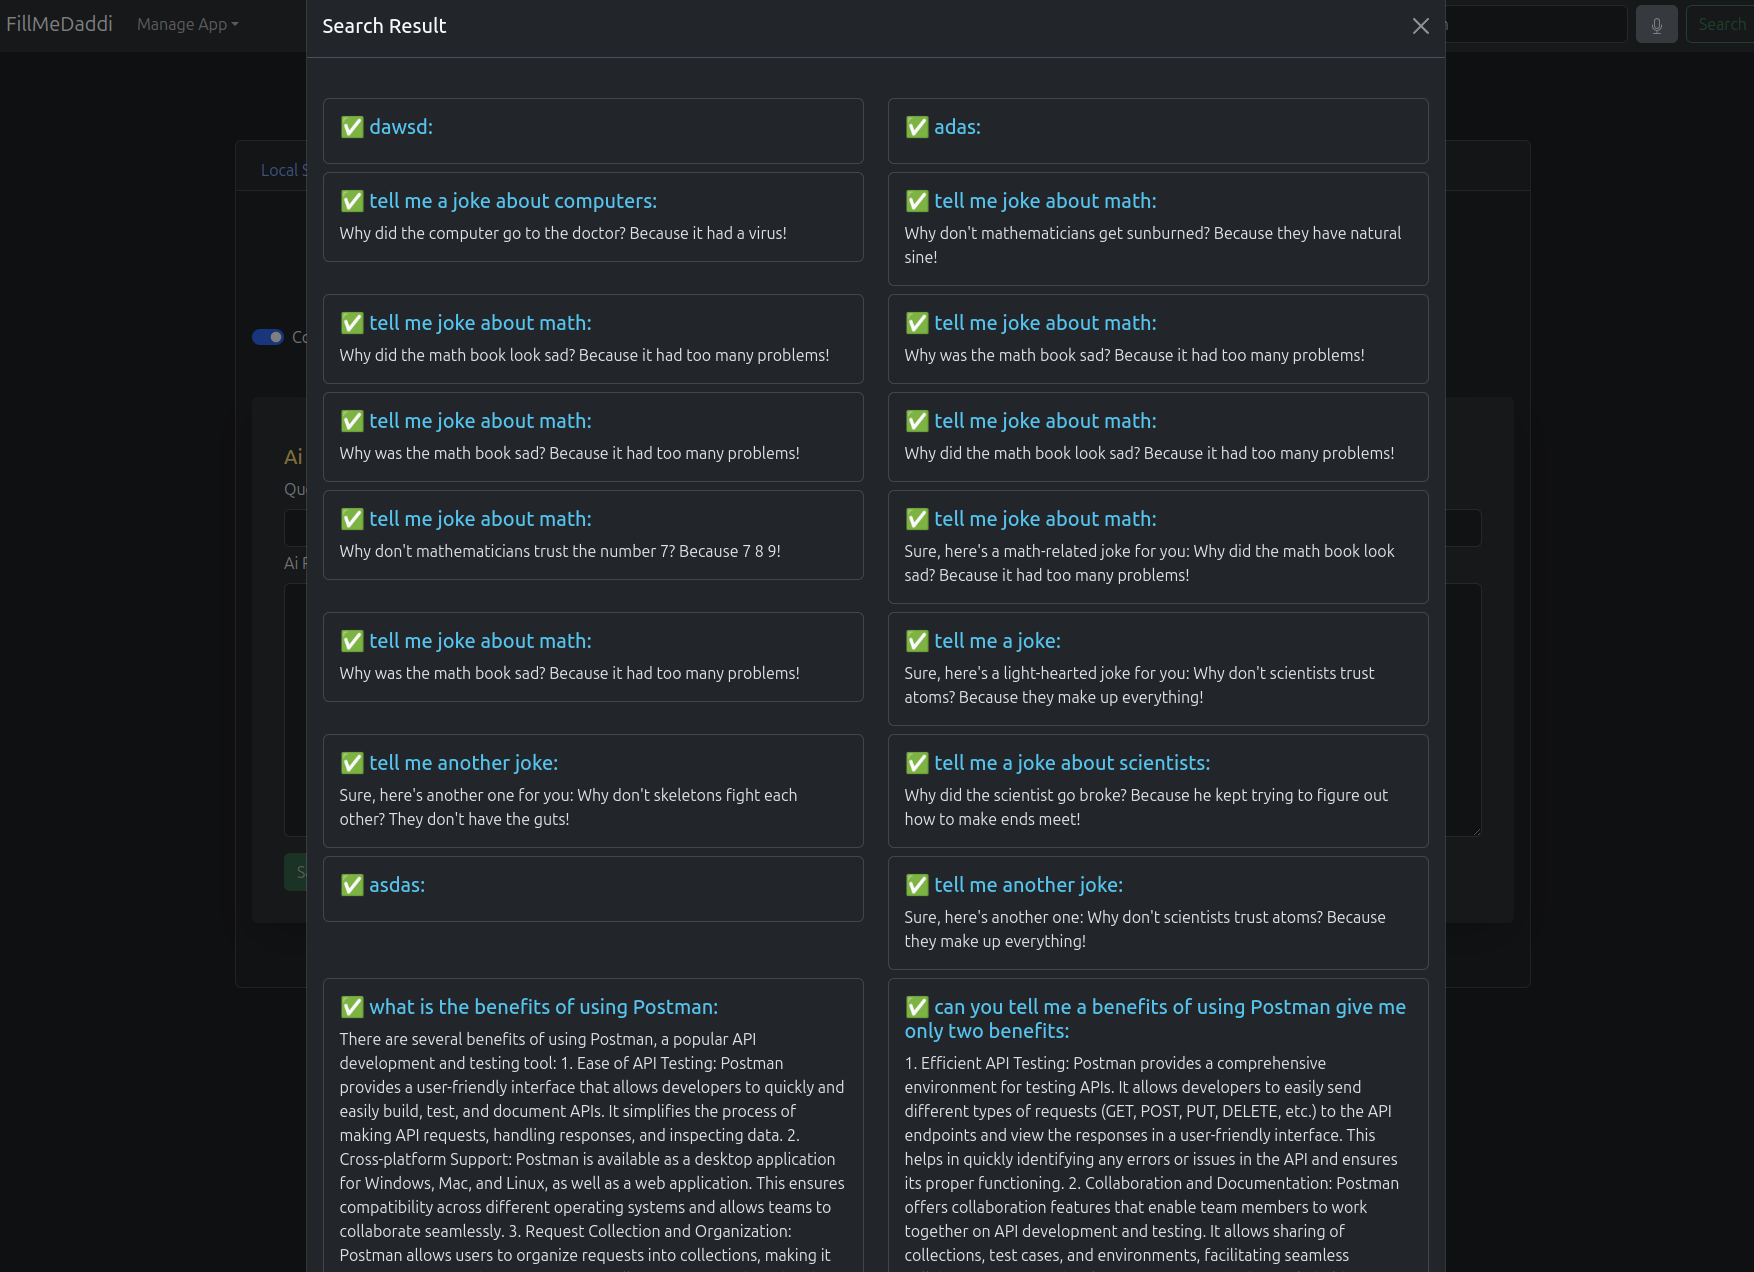 FillMeDaddi
Manage App
Search Result
Search
Local S
Co
Ai
Que
Ai R
S
✅ dawsd:
✅ adas:
✅ tell me a joke about computers:
Why did the computer go to the doctor? Because it had a virus!
✅ tell me joke about math:
Why don't mathematicians get sunburned? Because they have natural
sine!
✅ tell me joke about math:
Why did the math book look sad? Because it had too many problems!
✅ tell me joke about math:
Why was the math book sad? Because it had too many problems!
✅ tell me joke about math:
Why was the math book sad? Because it had too many problems!
✅ tell me joke about math:
Why did the math book look sad? Because it had too many problems!
✅ tell me joke about math:
Why don't mathematicians trust the number 7? Because 7 8 9!
✅ tell me joke about math:
Sure, here's a math-related joke for you: Why did the math book look
sad? Because it had too many problems!
✅ tell me joke about math:
Why was the math book sad? Because it had too many problems!
✅ tell me a joke:
Sure, here's a light-hearted joke for you: Why don't scientists trust
atoms? Because they make up everything!
✅ tell me another joke:
Sure, here's another one for you: Why don't skeletons fight each
other? They don't have the guts!
✅ tell me a joke about scientists:
Why did the scientist go broke? Because he kept trying to figure out
how to make ends meet!
✅ asdas:
✅ tell me another joke:
Sure, here's another one: Why don't scientists trust atoms? Because
they make up everything!
✅ what is the benefits of using Postman:
There are several benefits of using Postman, a popular API
development and testing tool: 1. Ease of API Testing: Postman
provides a user-friendly interface that allows developers to quickly and
easily build, test, and document APIs. It simplifies the process of
making API requests, handling responses, and inspecting data. 2.
Cross-platform Support: Postman is available as a desktop application
for Windows, Mac, and Linux, as well as a web application. This ensures
compatibility across different operating systems and allows teams to
collaborate seamlessly. 3. Request Collection and Organization:
Postman allows users to organize requests into collections, making it
✅ can you tell me a benefits of using Postman give me
only two benefits:
1. Efficient API Testing: Postman provides a comprehensive
environment for testing APIs. It allows developers to easily send
different types of requests (GET, POST, PUT, DELETE, etc.) to the API
endpoints and view the responses in a user-friendly interface. This
helps in quickly identifying any errors or issues in the API and ensures
its proper functioning. 2. Collaboration and Documentation: Postman
offers collaboration features that enable team members to work
together on API development and testing. It allows sharing of
collections, test cases, and environments, facilitating seamless